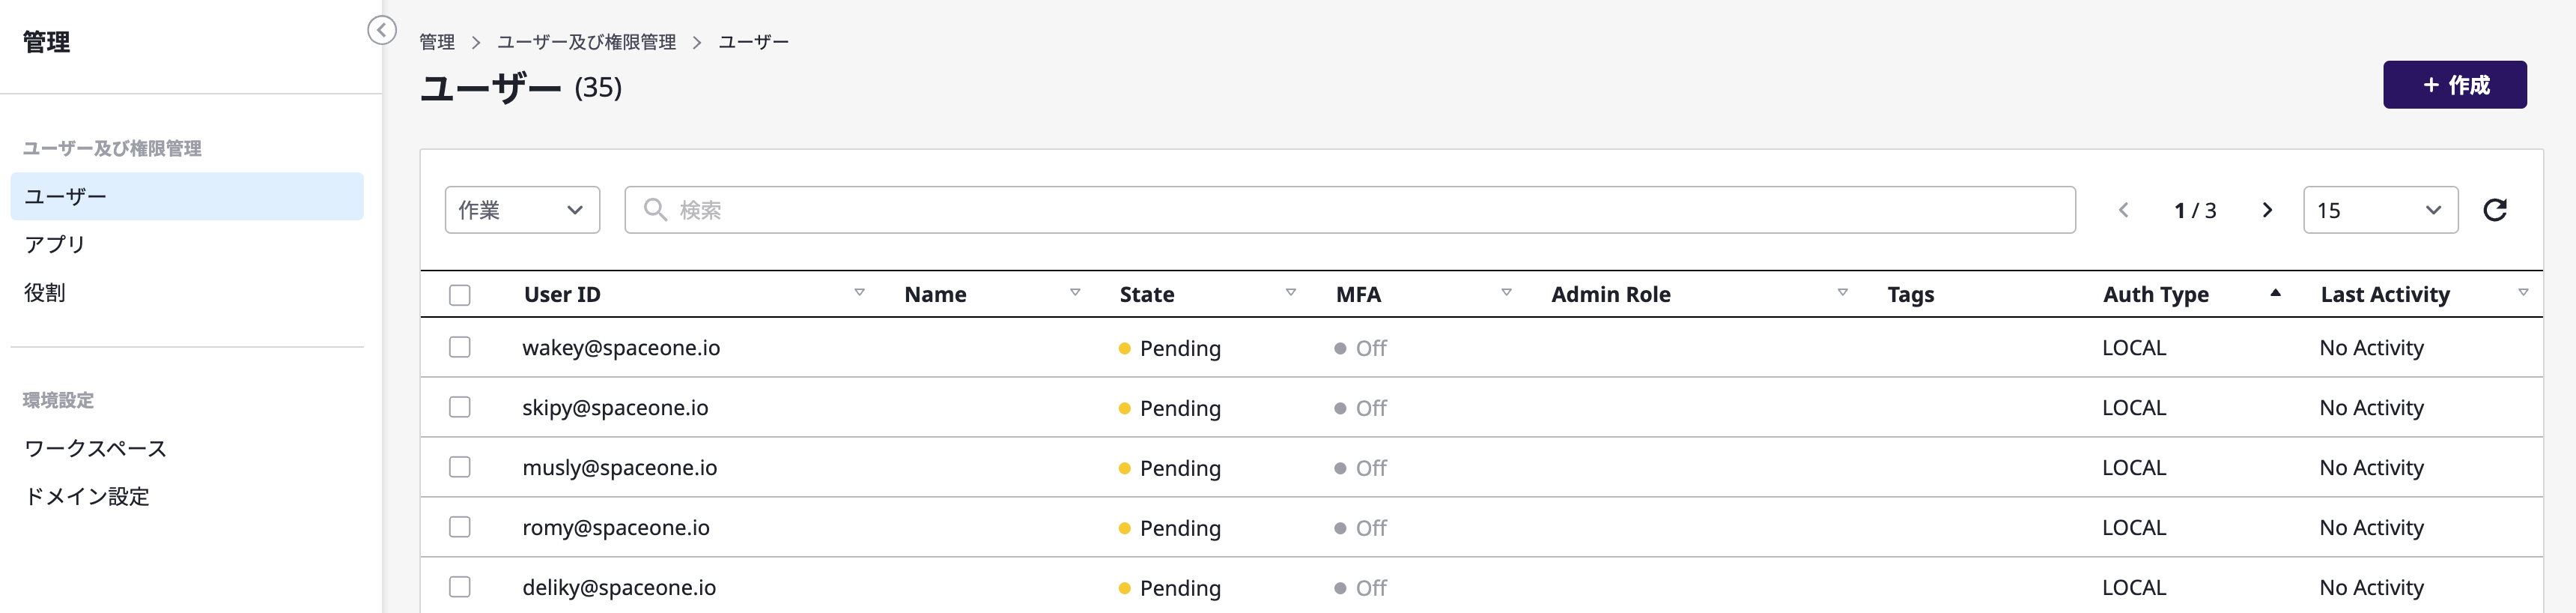 管理
ユーザー及び権限管理
ユーザー
アプリ
役割
環境設定
ワークスペース
ドメイン設定
管理 > ユーザー及び権限管理 > ユーザー
ユーザー (35)
+ 作成
作業 検索 1 / 3 15
User ID Name State MFA Admin Role Tags Auth Type Last Activity
wakey@spaceone.io Pending Off LOCAL No Activity
skipy@spaceone.io Pending Off LOCAL No Activity
musly@spaceone.io Pending Off LOCAL No Activity
romy@spaceone.io Pending Off LOCAL No Activity
deliky@spaceone.io Pending Off LOCAL No Activity